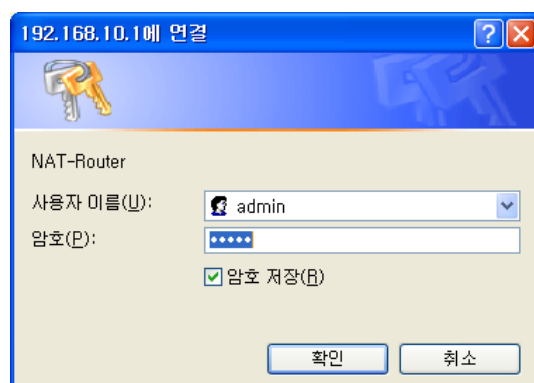 192.168.10.1에 연결
NAT-Router
사용자 이름(U):
admin
암호(P):
•••••
암호 저장(R)
확인
취소